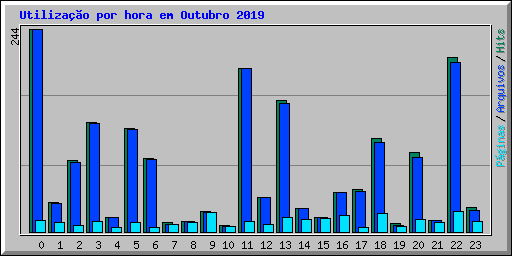 Utilização por hora em Outubro 2019
244
Páginas / Arquivos / Hits
0 1 2 3 4 5 6 7 8 9 10 11 12 13 14 15 16 17 18 19 20 21 22 23